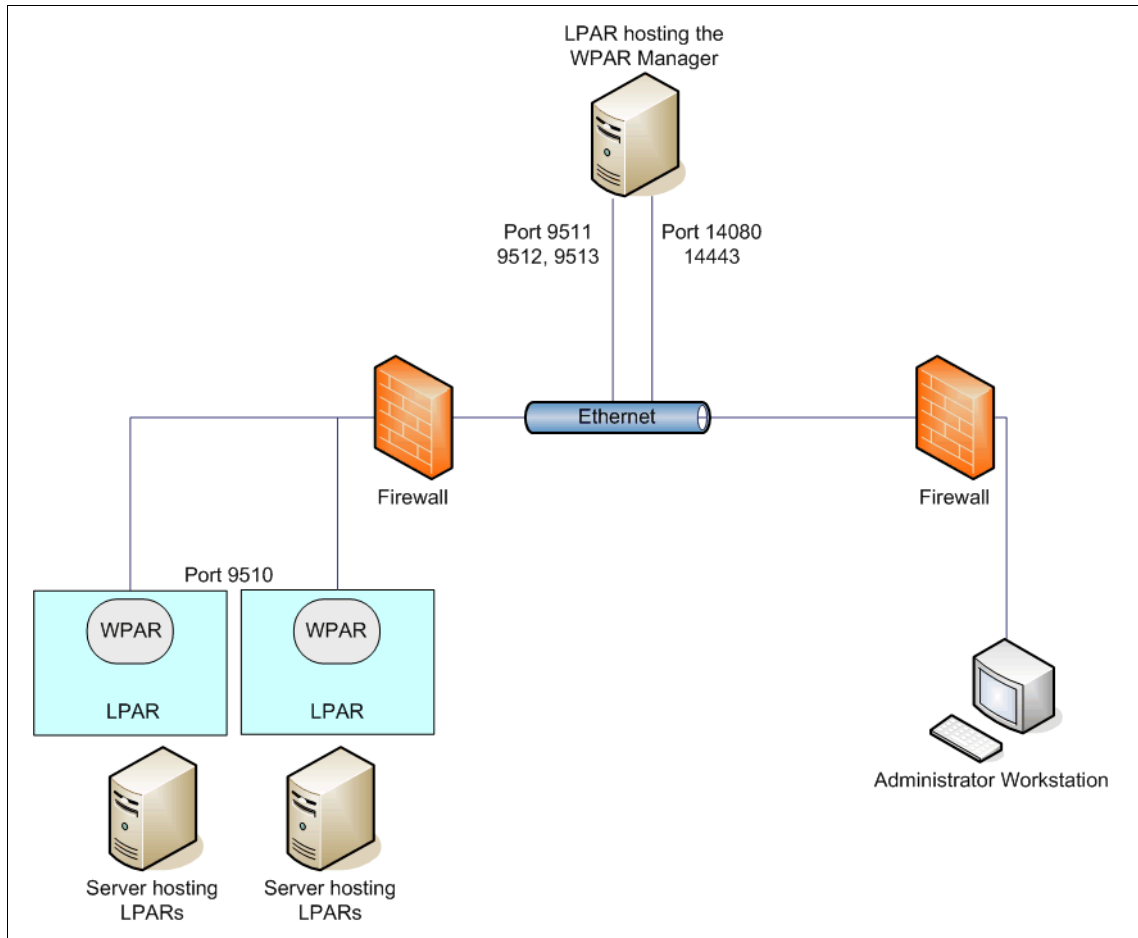 LPAR hosting the
WPAR Manager
Port 9511
9512, 9513
Port 14080
14443
Ethernet
Firewall
Firewall
Port 9510
WPAR
WPAR
LPAR
LPAR
Administrator Workstation
Server hosting
LPARs
Server hosting
LPARs